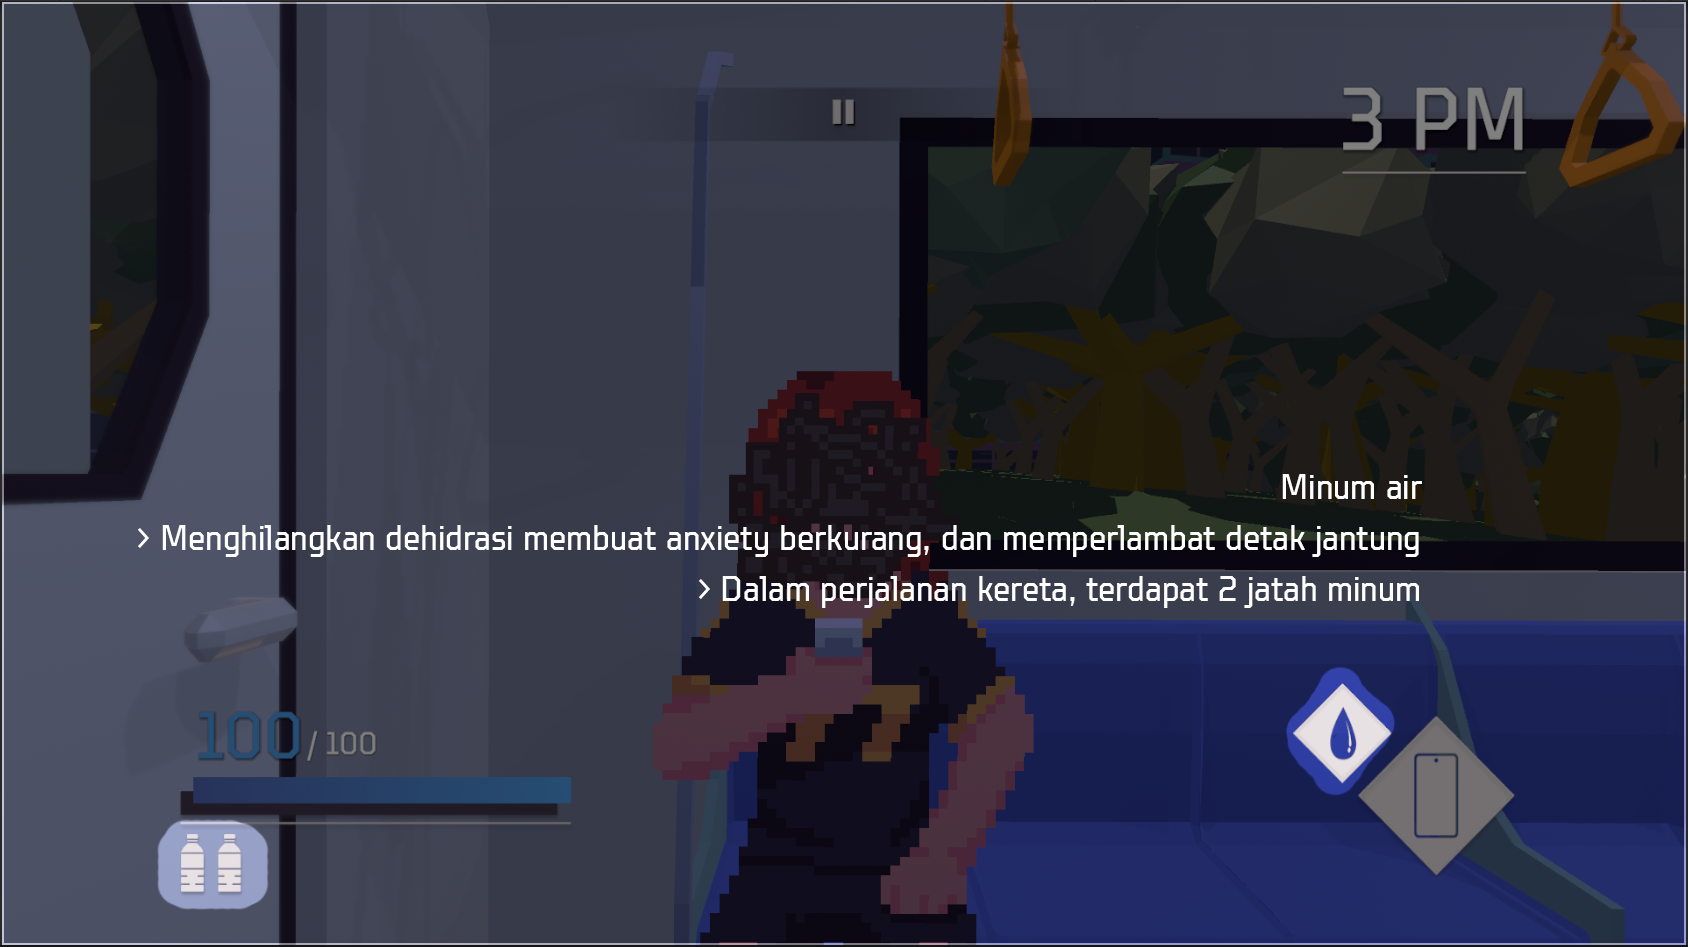 3 PM
Minum air
> Menghilangkan dehidrasi membuat anxiety berkurang, dan memperlambat detak jantung
> Dalam perjalanan kereta, terdapat 2 jatah minum
100/100